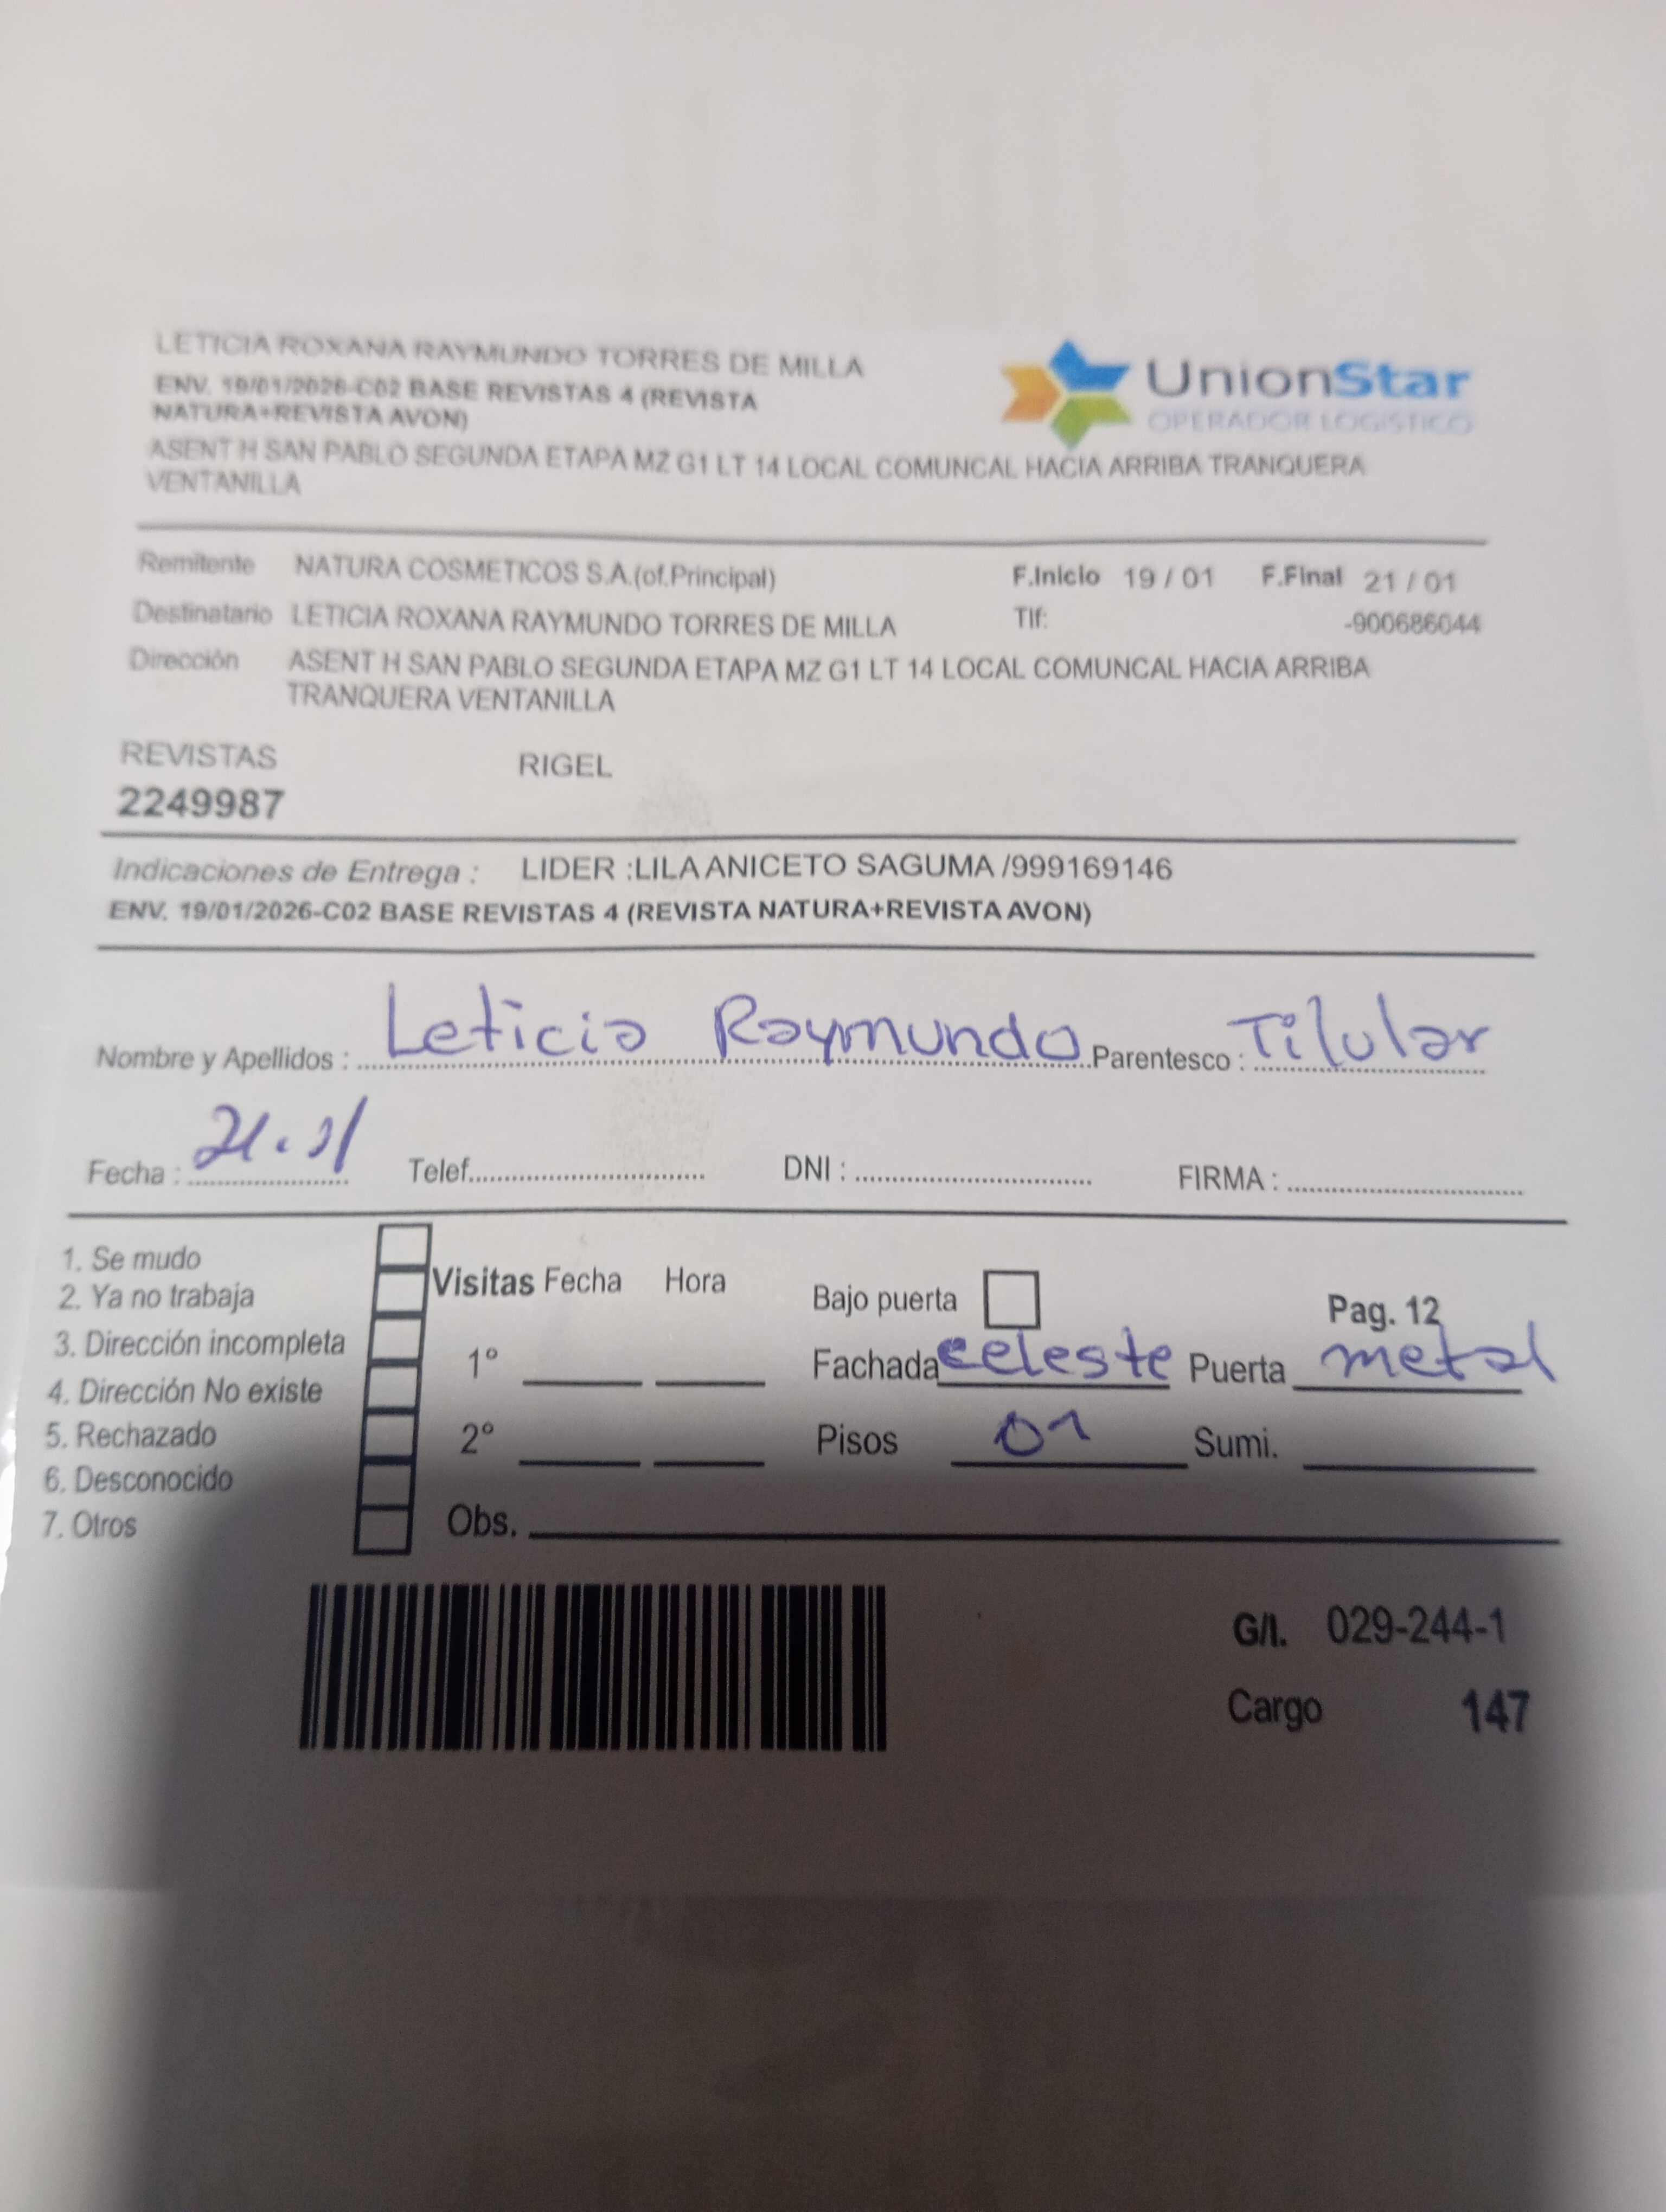 LETICIA ROXANA RAYMUNDO TORRES DE MILLA
ENV. 19/01/2026-C02 BASE REVISTAS 4 (REVISTA
NATURA+REVISTA AVON)
UnionStar
OPERADOR LOGISTICO
ASENT H SAN PABLO SEGUNDA ETAPA MZ G1 LT 14 LOCAL COMUNCAL HACIA ARRIBA TRANQUERA
VENTANILLA
Remitente NATURA COSMETICOS S.A.(of.Principal) F.Inicio 19 / 01 F.Final 21 / 01
Destinatario LETICIA ROXANA RAYMUNDO TORRES DE MILLA Tlf: -900686044
Dirección ASENT H SAN PABLO SEGUNDA ETAPA MZ G1 LT 14 LOCAL COMUNCAL HACIA ARRIBA
TRANQUERA VENTANILLA
REVISTAS RIGEL
2249987
Indicaciones de Entrega : LIDER :LILA ANICETO SAGUMA /999169146
ENV. 19/01/2026-C02 BASE REVISTAS 4 (REVISTA NATURA+REVISTA AVON)
Nombre y Apellidos : Leticia Raymundo Parentesco : Titular
Fecha : Telef. DNI : FIRMA :
1. Se mudo
2. Ya no trabaja
3. Dirección incompleta
4. Dirección No existe
5. Rechazado
6. Desconocido
7. Otros
Visitas Fecha Hora
1°
2°
Obs.
Bajo puerta Pag. 12
Fachada celeste Puerta metal
Pisos 01 Sumi.
G/I. 029-244-1
Cargo 147